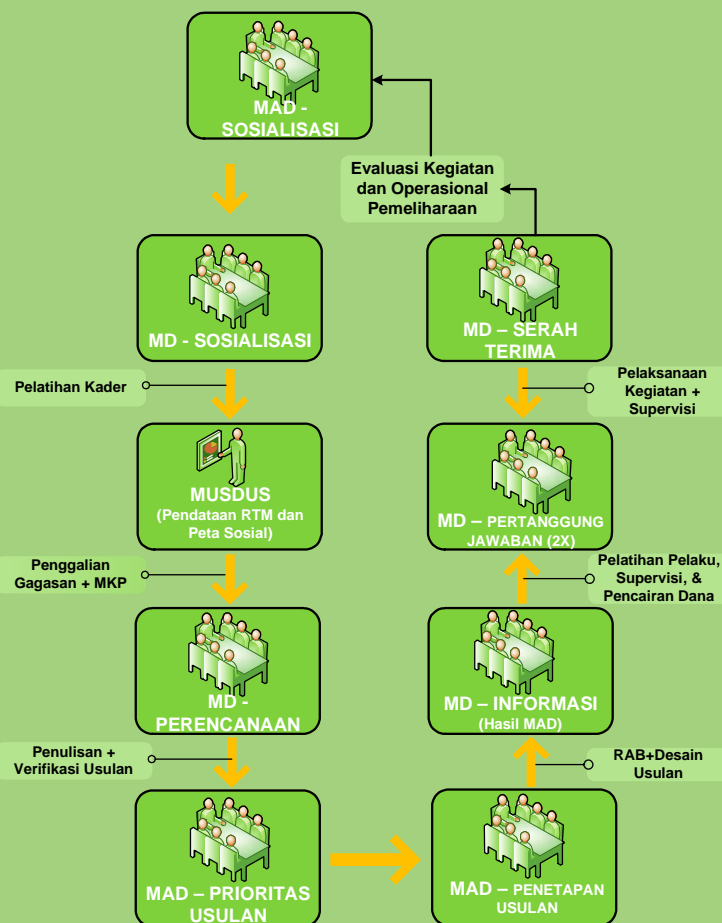 MAD -
SOSIALISASI
Evaluasi Kegiatan
dan Operasional
Pemeliharaan
MD - SOSIALISASI
MD – SERAH
TERIMA
Pelatihan Kader
Pelaksanaan
Kegiatan +
Supervisi
MUSDUS
(Pendataan RTM dan
Peta Sosial)
MD – PERTANGGUNG
JAWABAN (2X)
Penggalian
Gagasan + MKP
Pelatihan Pelaku,
Supervisi, &
Pencairan Dana
MD -
PERENCANAAN
MD – INFORMASI
(Hasil MAD)
Penulisan +
Verifikasi Usulan
RAB+Desain
Usulan
MAD – PRIORITAS
USULAN
MAD – PENETAPAN
USULAN